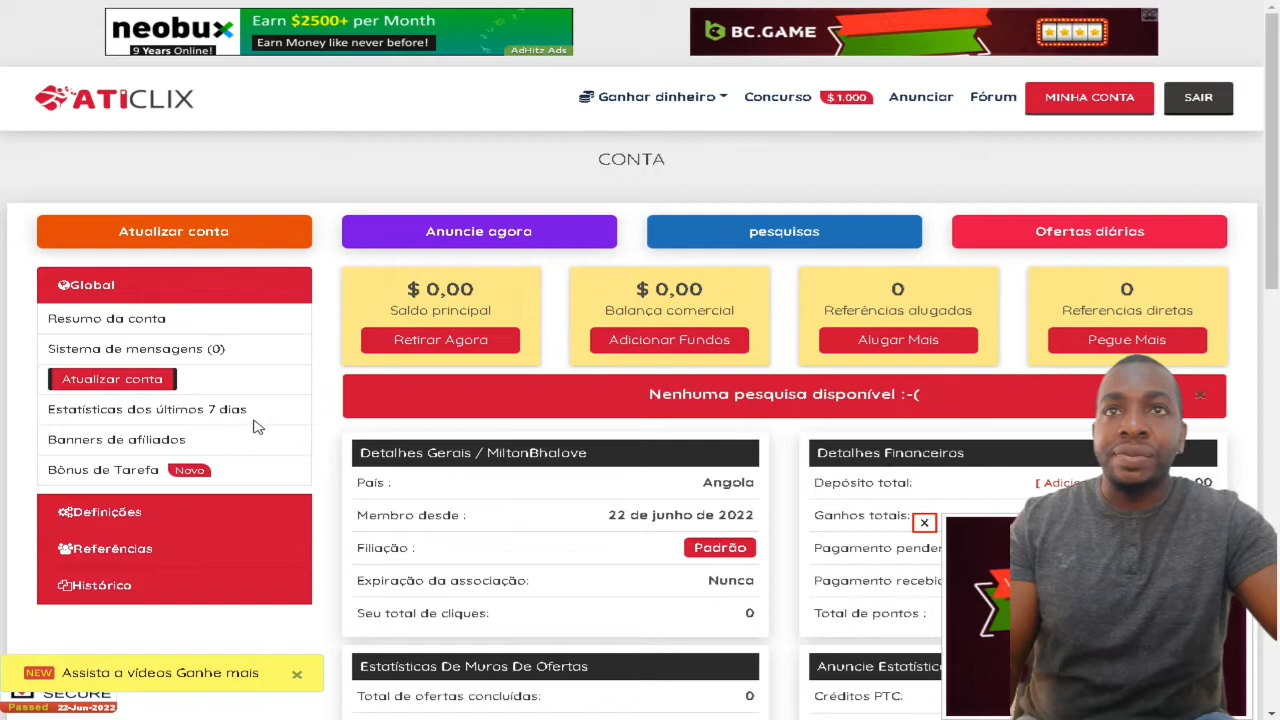 neobux
9 Years Online!
Earn $2500+ per Month
Earn Money like never before!
AdHitz Ads
BC.GAME
ATICLIX
Ganhar dinheiro
Concurso $ 1.000
Anunciar
Fórum
MINHA CONTA
SAIR
CONTA
Atualizar conta
Anuncie agora
pesquisas
Ofertas diárias
Global
Resumo da conta
Sistema de mensagens (0)
Atualizar conta
Estatísticas dos últimos 7 dias
Banners de afiliados
Bônus de Tarefa Novo
Definições
Referências
Histórico
$ 0,00
Saldo principal
Retirar Agora
$ 0,00
Balança comercial
Adicionar Fundos
0
Referências alugadas
Alugar Mais
0
Referencias diretas
Pegue Mais
Nenhuma pesquisa disponível :-(
Detalhes Gerais / MiltonBhalove
País : Angola
Membro desde : 22 de junho de 2022
Filiação : Padrão
Expiração da associação: Nunca
Seu total de cliques: 0
Estatísticas De Muros De Ofertas
Total de ofertas concluídas: 0
Detalhes Financeiros
Depósito total:
Ganhos totais:
Pagamento
Pagamento
Total de pontos :
Anuncie
Créditos PTC:
NEW Assista a vídeos Ganhe mais
SECURE
Passed 22-Jun-2022